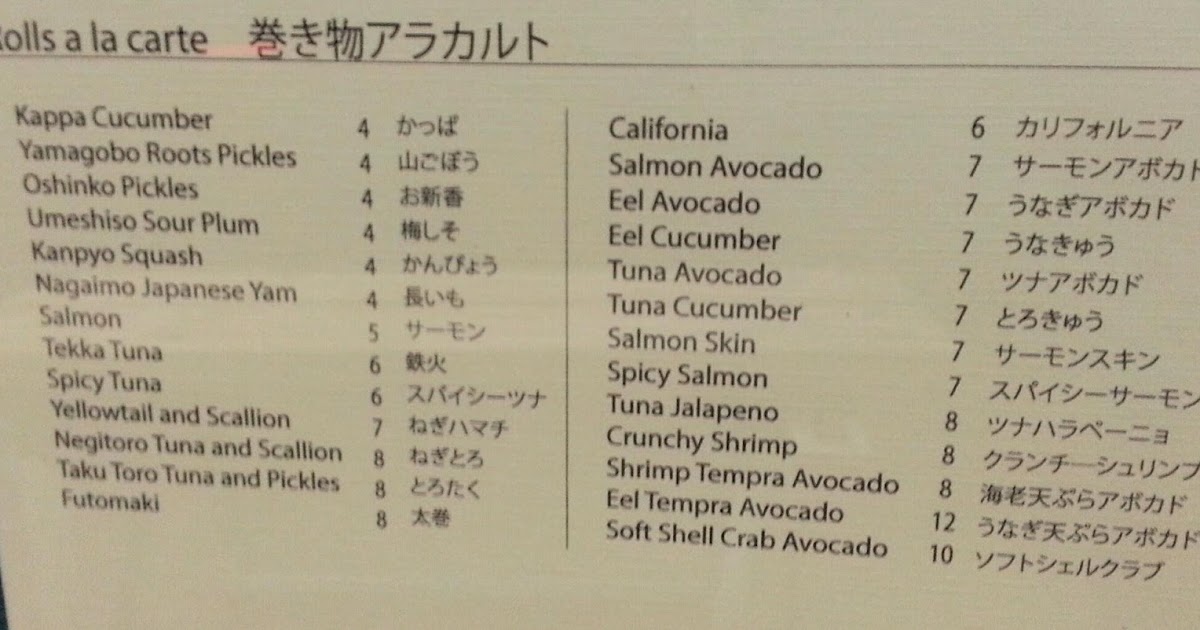 olls a la carte 巻き物アラカルト
Kappa Cucumber 4 かっぱ
Yamagobo Roots Pickles 4 山ごぼう
Oshinko Pickles 4 お新香
Umeshiso Sour Plum 4 梅しそ
Kanpyo Squash 4 かんぴょう
Nagaimo Japanese Yam 4 長いも
Salmon 5 サーモン
Tekka Tuna 6 鉄火
Spicy Tuna 6 スパイシーツナ
Yellowtail and Scallion 7 ねぎハマチ
Negitoro Tuna and Scallion 8 ねぎとろ
Taku Toro Tuna and Pickles 8 とろたく
Futomaki 8 太巻
California 6 カリフォルニア
Salmon Avocado 7 サーモンアボカド
Eel Avocado 7 うなぎアボカド
Eel Cucumber 7 うなきゅう
Tuna Avocado 7 ツナアボカド
Tuna Cucumber 7 とろきゅう
Salmon Skin 7 サーモンスキン
Spicy Salmon 7 スパイシーサーモン
Tuna Jalapeno 8 ツナハラペーニョ
Crunchy Shrimp 8 クランチーシュリンプ
Shrimp Tempra Avocado 8 海老天ぷらアボカド
Eel Tempra Avocado 12 うなぎ天ぷらアボカド
Soft Shell Crab Avocado 10 ソフトシェルクラブ